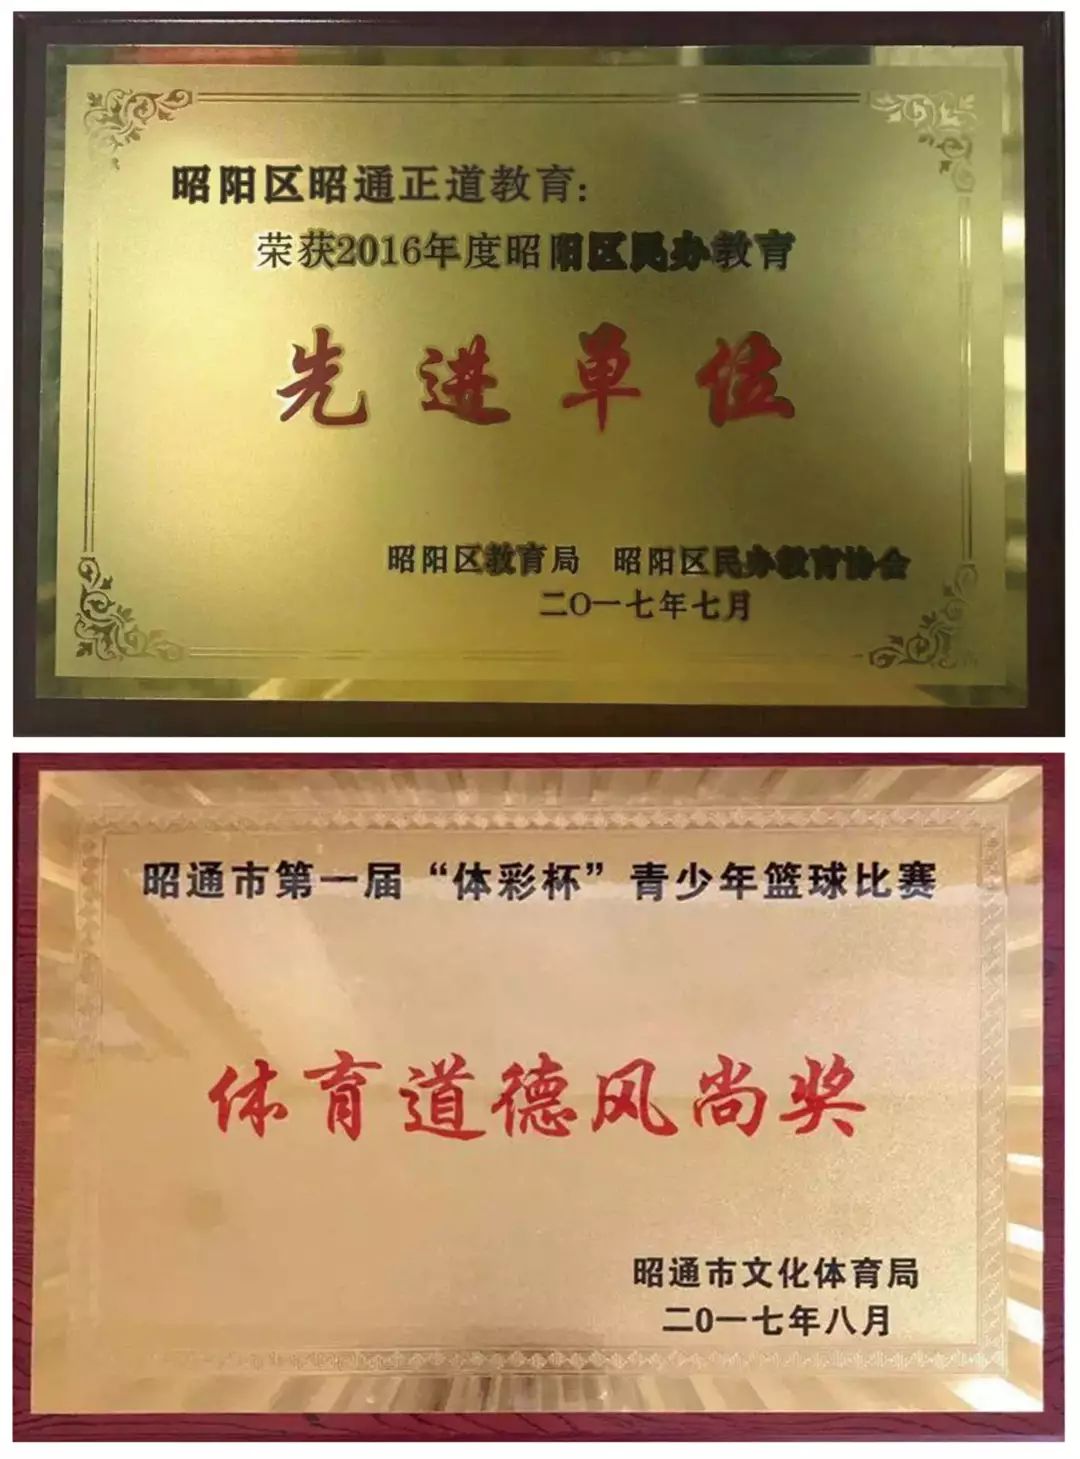 昭阳区昭通正道教育：
荣获2016年度昭阳区民办教育
先进单位
昭阳区教育局 昭阳区民办教育协会
二〇一七年七月
昭通市第一届“体彩杯”青少年篮球比赛
体育道德风尚奖
昭通市文化体育局
二0一七年八月